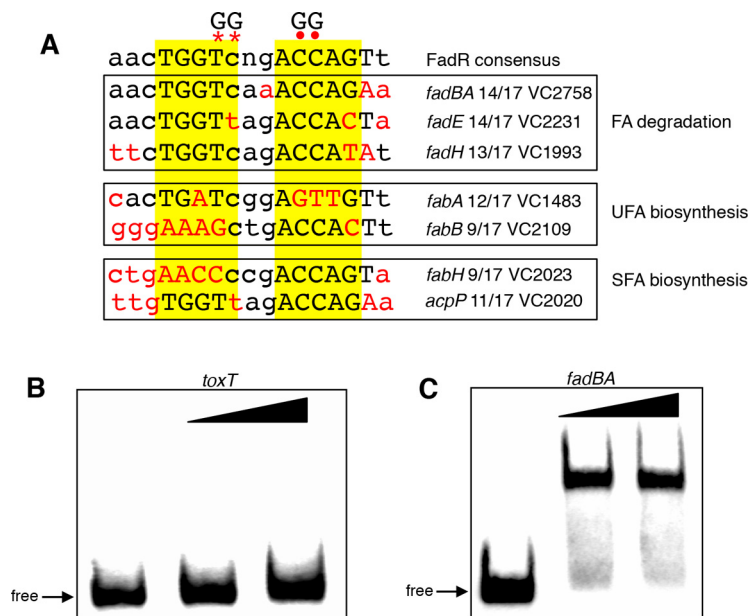 GG GG
** ●●
A
aacTGGTcngACCAGTt FadR consensus
aacTGGTcaaACCAGAa fadBA 14/17 VC2758
aacTGGTtagACCACTa fadE 14/17 VC2231
ttcTGGTcagACCATAt fadH 13/17 VC1993
FA degradation
cacTGATcggAGTTGTt fabA 12/17 VC1483
gggAAAGctgACCACTt fabB 9/17 VC2109
UFA biosynthesis
ctgAACCccgACCAGTa fabH 9/17 VC2023
ttgTGGTtagACCAGAa acpP 11/17 VC2020
SFA biosynthesis
B
toxT
free
C
fadBA
free